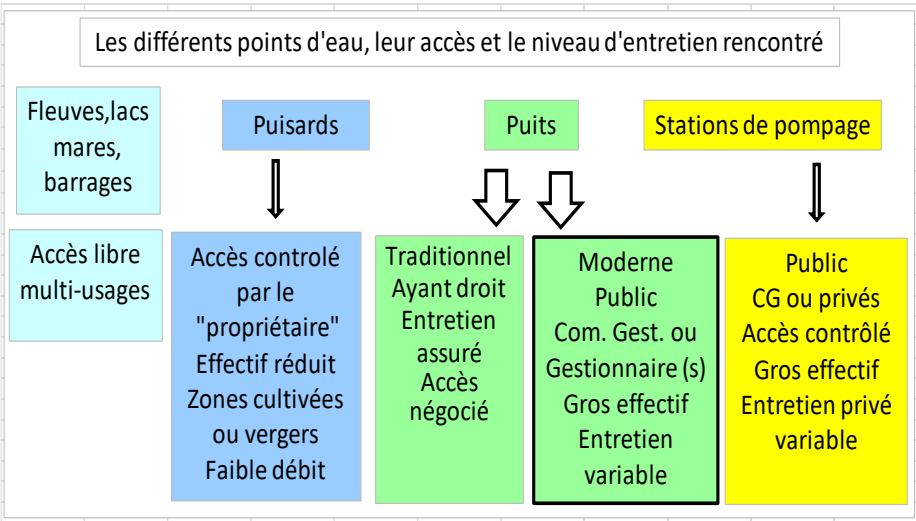 Les différents points d'eau, leur accès et le niveau d'entretien rencontré
Fleuves,lacs
mares,
barrages
Puisards
Puits
Stations de pompage
Accès libre
multi-usages
Accès controlé
par le
"propriétaire"
Effectif réduit
Zones cultivées
ou vergers
Faible débit
Traditionnel
Ayant droit
Entretien
assuré
Accès
négocié
Moderne
Public
Com. Gest. ou
Gestionnaire (s)
Gros effectif
Entretien
variable
Public
CG ou privés
Accès contrôlé
Gros effectif
Entretien privé
variable